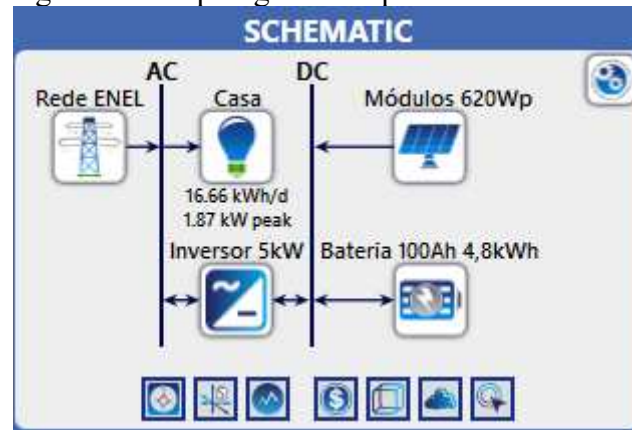 SCHEMATIC
AC DC
Rede ENEL Casa Módulos 620Wp
16.66 kWh/d
1.87 kW peak
Inversor 5kW Bateria 100Ah 4,8kWh